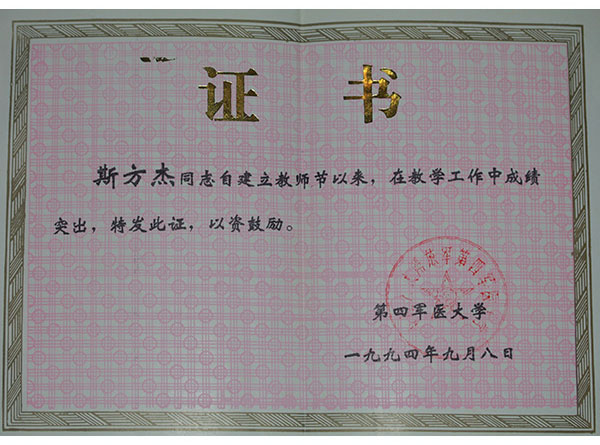 证书
斯方杰同志自建立教师节以来，在教学工作中成绩
突出，特发此证，以资鼓励。
第四军医大学
一九九四年九月八日